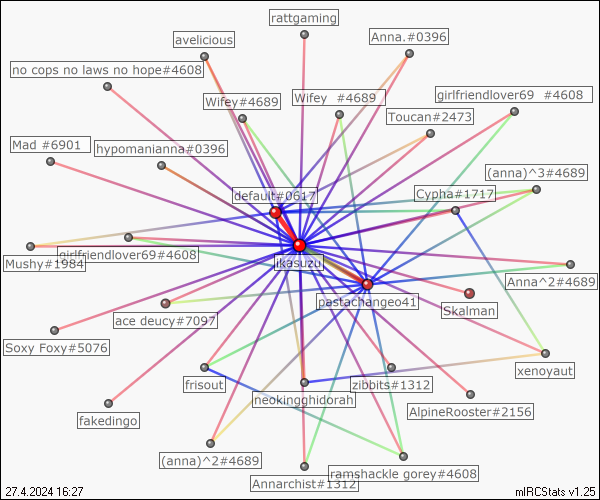 rattgaming
avelicious
Anna.#0396
no cops no laws no hope#4608
Wifey#4689
Wifey  #4689
girlfriendlover69  #4608
Toucan#2473
Mad #6901
hypomanianna#0396
(anna)^3#4689
default#0617
Cypha#1717
girlfriendlover69#4608
Mushy#1984
ikasuzu
Anna^2#4689
pastachangeo41
Skalman
ace deucy#7097
Soxy Foxy#5076
xenoyaut
frisout
zibbits#1312
neokingghidorah
AlpineRooster#2156
fakedingo
(anna)^2#4689
ramshackle gorey#4608
Annarchist#1312
27.4.2024 16:27
mIRCStats v1.25